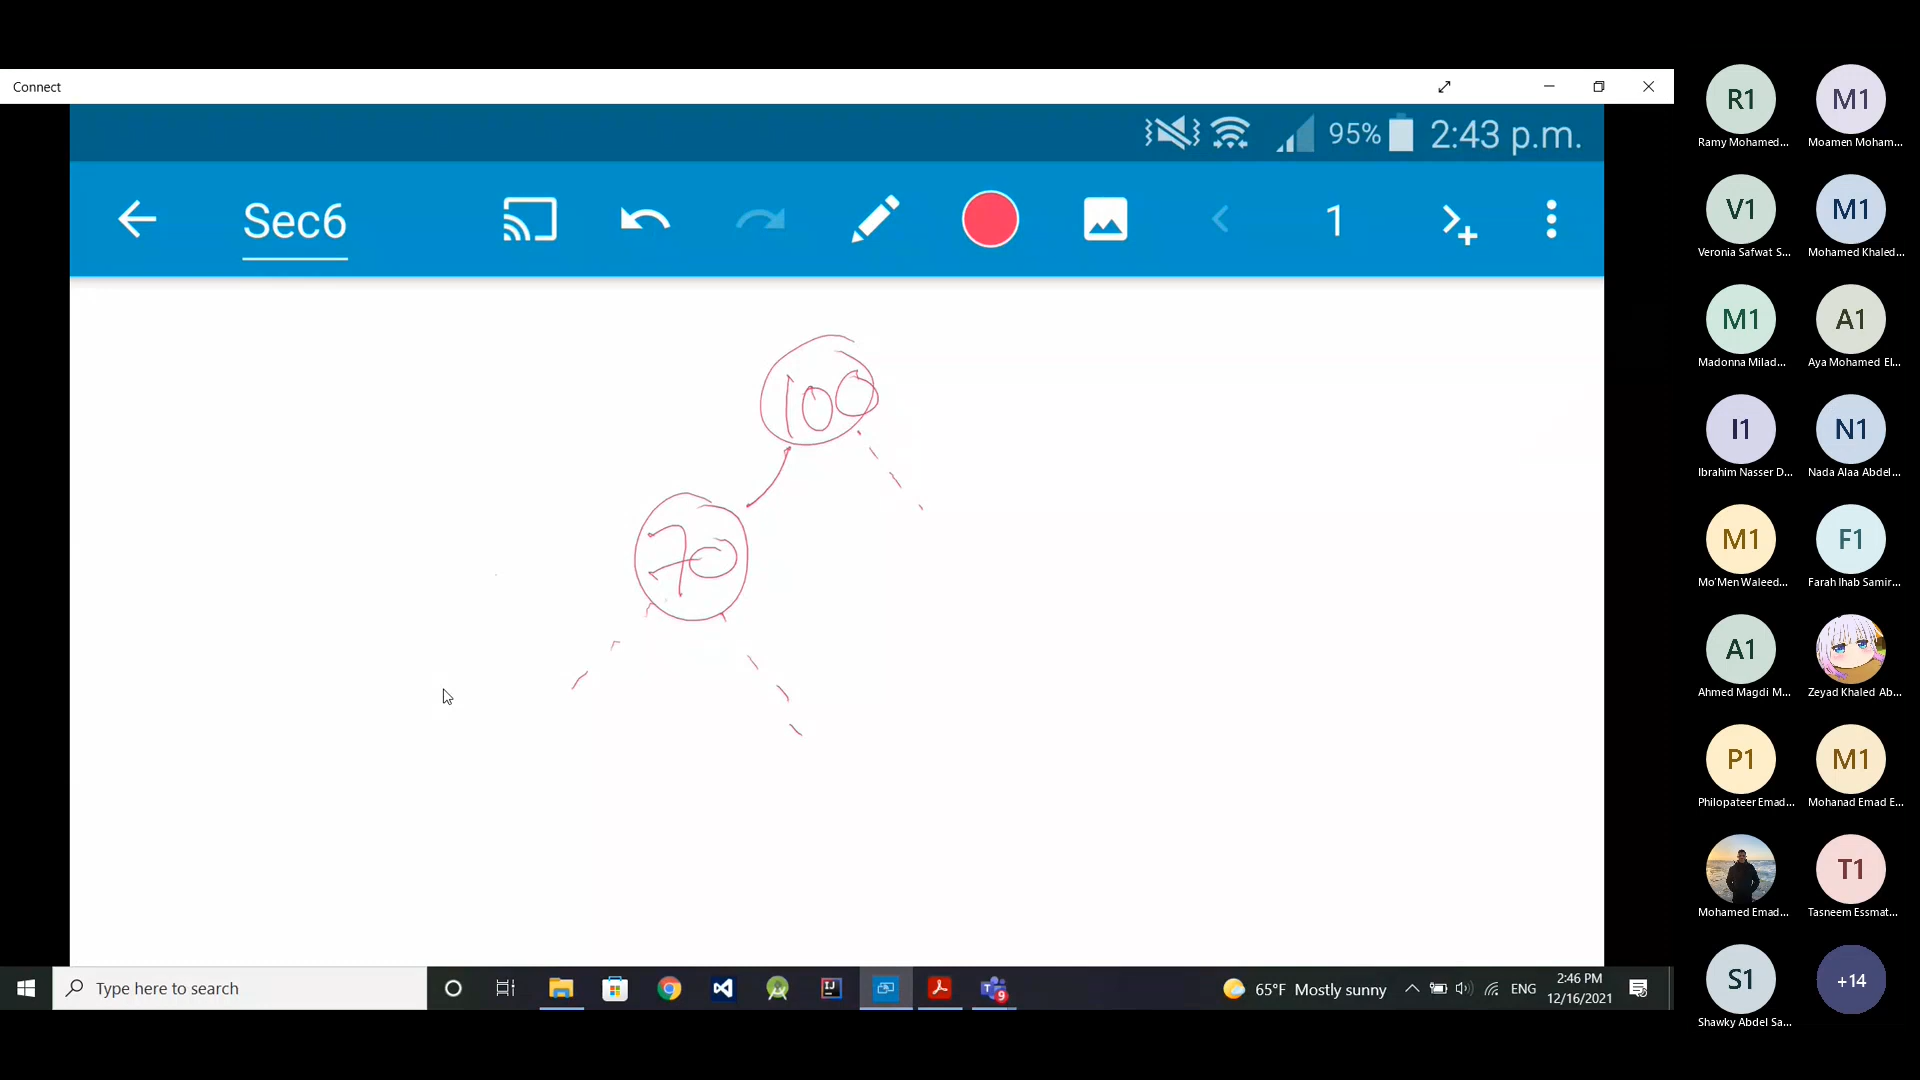 Connect
95% 2:43 p.m.
Sec6
1
100
70
R1 M1
Ramy Mohamed... Moamen Moham...
V1 M1
Veronia Safwat S... Mohamed Khaled...
M1 A1
Madonna Milad... Aya Mohamed El...
I1 N1
Ibrahim Nasser D... Nada Alaa Abdel...
M1 F1
Mo'Men Waleed... Farah Ihab Samir...
A1
Ahmed Magdi M... Zeyad Khaled Ab...
P1 M1
Philopateer Emad... Mohanad Emad E...
T1
Mohamed Emad... Tasneem Essmat...
S1 +14
Shawky Abdel Sa...
Type here to search
IJ
T 9
65°F Mostly sunny
ENG
2:46 PM
12/16/2021